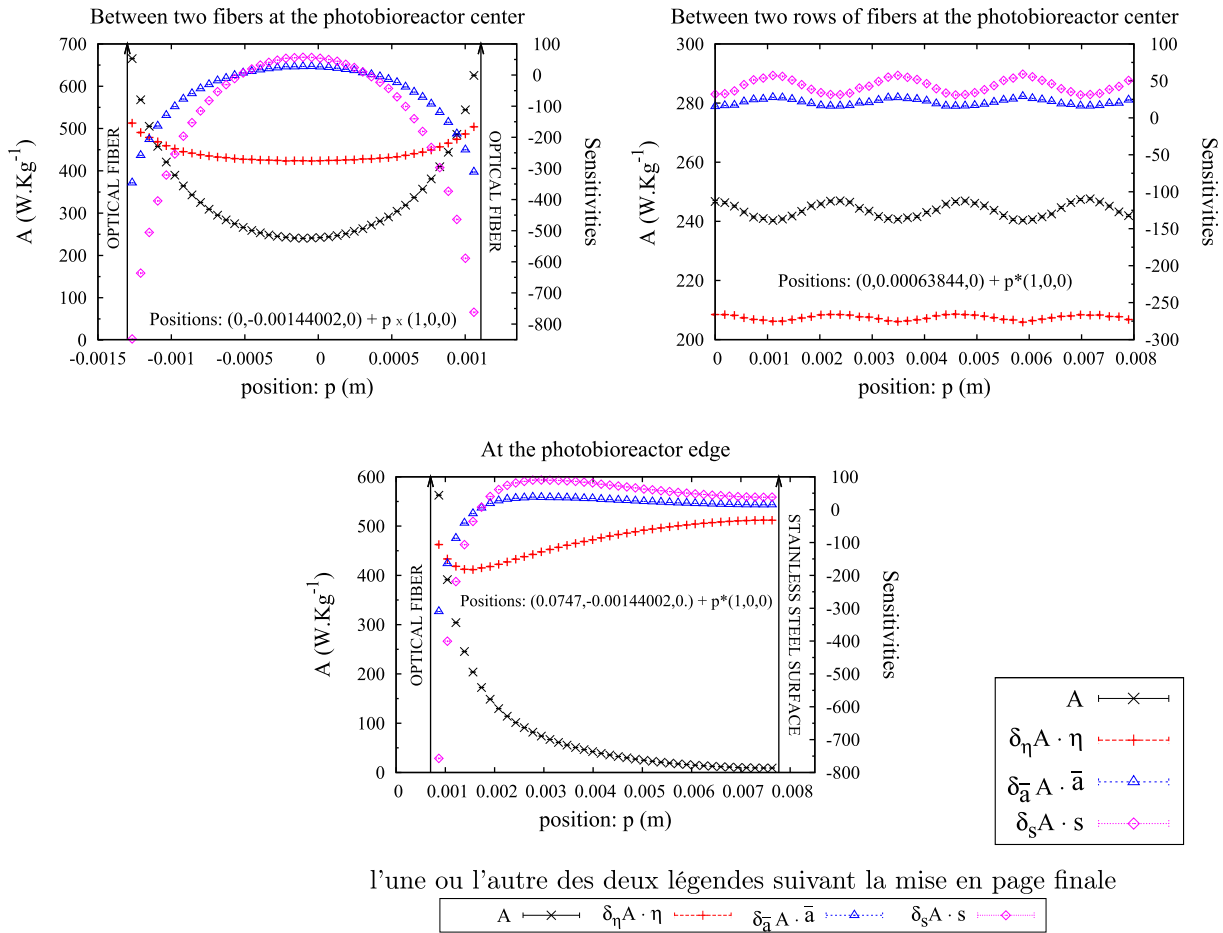 Between two fibers at the photobioreactor center
700
600
500
400
300
200
100
0
A (W.Kg-1)
OPTICAL FIBER
OPTICAL FIBER
Positions: (0,-0.00144002,0) + p x (1,0,0)
100
0
-100
-200
-300
-400
-500
-600
-700
-800
Sensitivities
-0.0015
-0.001
-0.0005
0
0.0005
0.001
position: p (m)
Between two rows of fibers at the photobioreactor center
300
280
260
240
220
200
A (W.Kg-1)
Positions: (0,0.00063844,0) + p*(1,0,0)
100
50
0
-50
-100
-150
-200
-250
-300
Sensitivities
0
0.001
0.002
0.003
0.004
0.005
0.006
0.007
0.008
position: p (m)
At the photobioreactor edge
600
500
400
300
200
100
0
A (W.Kg-1)
OPTICAL FIBER
Positions: (0.0747,-0.00144002,0.) + p*(1,0,0)
STAINLESS STEEL SURFACE
100
0
-100
-200
-300
-400
-500
-600
-700
-800
Sensitivities
0
0.001
0.002
0.003
0.004
0.005
0.006
0.007
0.008
position: p (m)
A
δηA · η
δa̅ A · a̅
δsA · s
l'une ou l'autre des deux légendes suivant la mise en page finale
A δηA · η δa̅ A · a̅ δsA · s